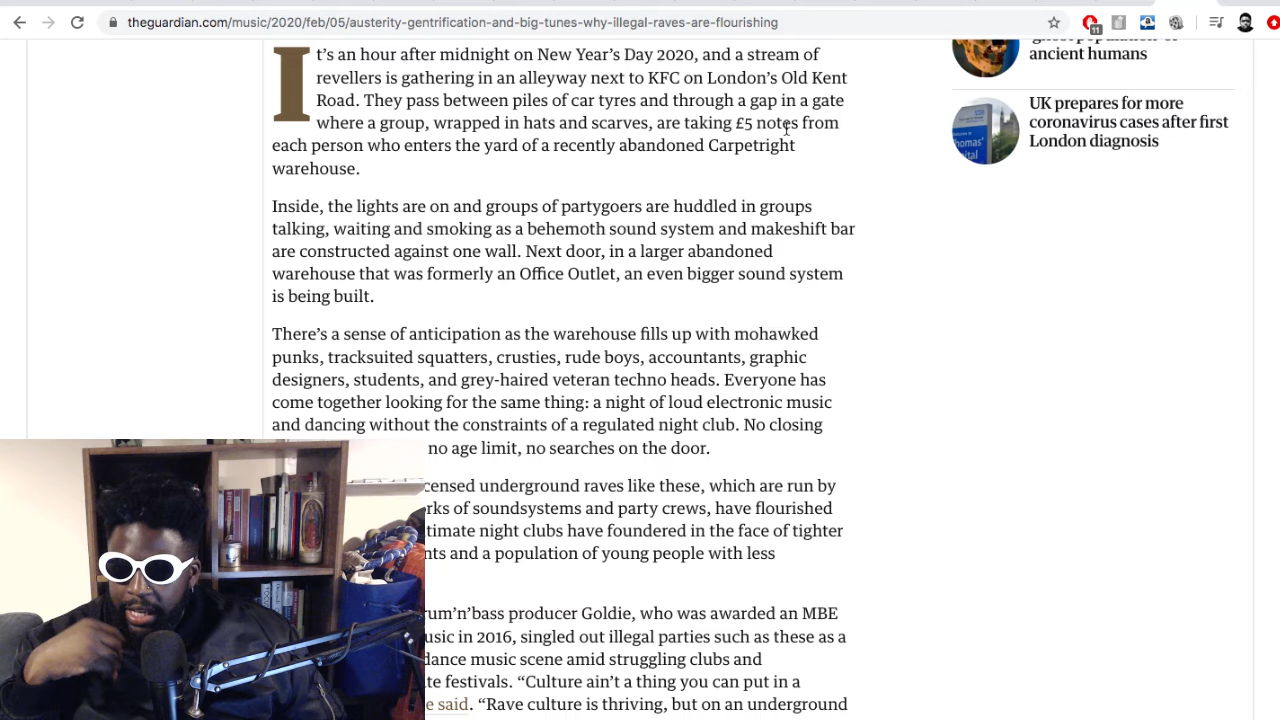 theguardian.com/music/2020/feb/05/austerity-gentrification-and-big-tunes-why-illegal-raves-are-flourishing
11
It's an hour after midnight on New Year's Day 2020, and a stream of
revellers is gathering in an alleyway next to KFC on London's Old Kent
Road. They pass between piles of car tyres and through a gap in a gate
where a group, wrapped in hats and scarves, are taking £5 notes from
each person who enters the yard of a recently abandoned Carpetright
warehouse.
Inside, the lights are on and groups of partygoers are huddled in groups
talking, waiting and smoking as a behemoth sound system and makeshift bar
are constructed against one wall. Next door, in a larger abandoned
warehouse that was formerly an Office Outlet, an even bigger sound system
is being built.
There's a sense of anticipation as the warehouse fills up with mohawked
punks, tracksuited squatters, crusties, rude boys, accountants, graphic
designers, students, and grey-haired veteran techno heads. Everyone has
come together looking for the same thing: a night of loud electronic music
and dancing without the constraints of a regulated night club. No closing
no age limit, no searches on the door.
censed underground raves like these, which are run by
rks of soundsystems and party crews, have flourished
timate night clubs have foundered in the face of tighter
nts and a population of young people with less
rum'n'bass producer Goldie, who was awarded an MBE
usic in 2016, singled out illegal parties such as these as a
dance music scene amid struggling clubs and
te festivals. “Culture ain't a thing you can put in a
e said. “Rave culture is thriving, but on an underground
ancient humans
UK prepares for more
coronavirus cases after first
London diagnosis